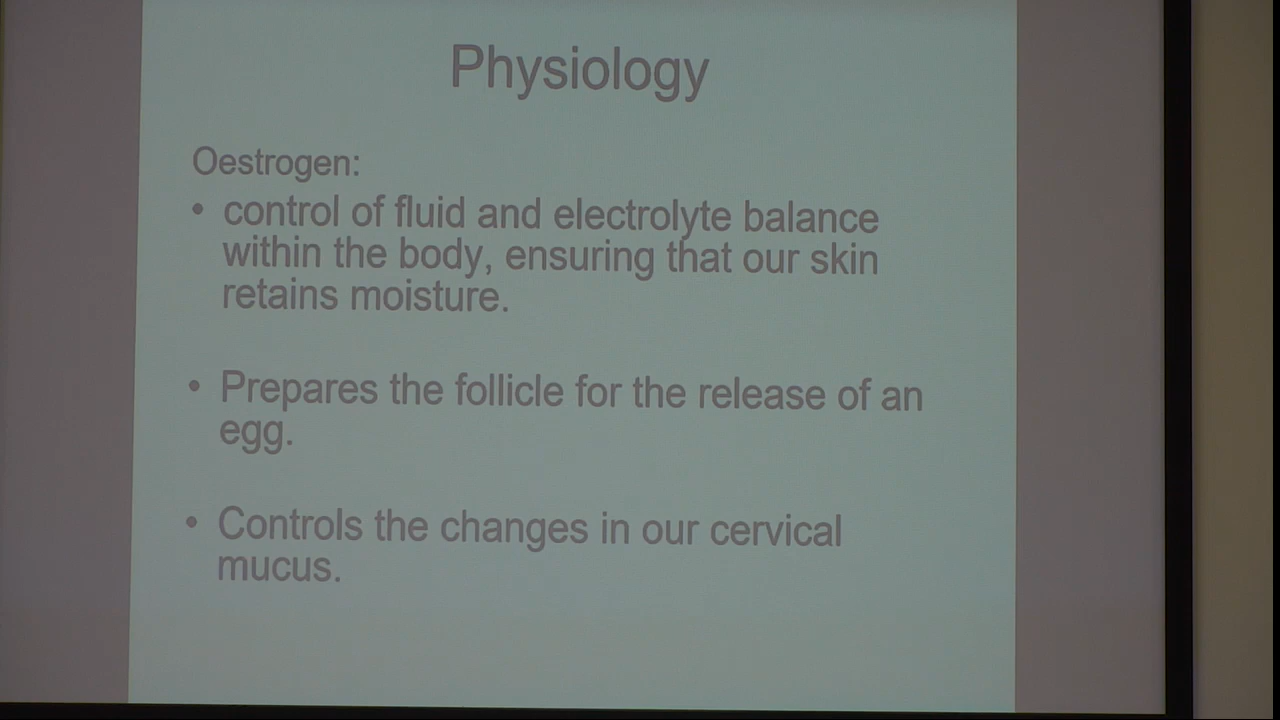 Physiology
Oestrogen:
• control of fluid and electrolyte balance
within the body, ensuring that our skin
retains moisture.
• Prepares the follicle for the release of an
egg.
• Controls the changes in our cervical
mucus.